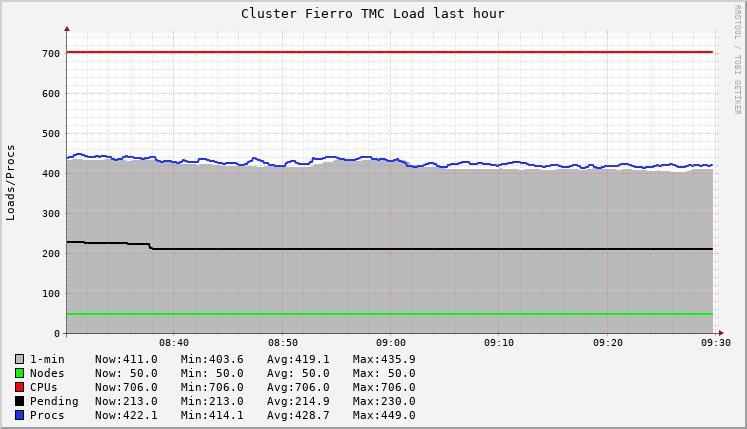 Cluster Fierro TMC Load last hour
RRDTOOL / TOBI OETIKER
Loads/Procs
700
600
500
400
300
200
100
0
08:40 08:50 09:00 09:10 09:20 09:30
1-min Now:411.0 Min:403.6 Avg:419.1 Max:435.9
Nodes Now: 50.0 Min: 50.0 Avg: 50.0 Max: 50.0
CPUs Now:706.0 Min:706.0 Avg:706.0 Max:706.0
Pending Now:213.0 Min:213.0 Avg:214.9 Max:230.0
Procs Now:422.1 Min:414.1 Avg:428.7 Max:449.0